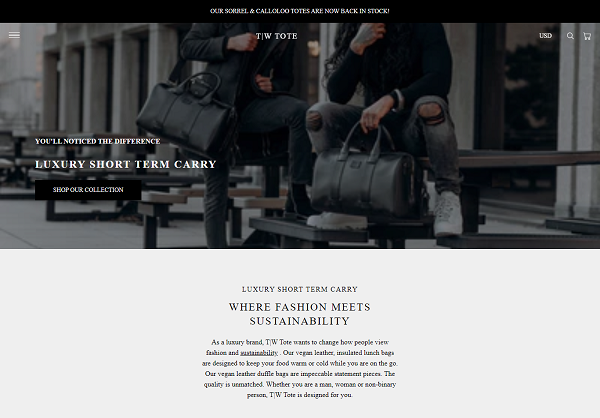 OUR SORREL & CALLOLOO TOTES ARE NOW BACK IN STOCK!
T|W TOTE
USD
YOU'LL NOTICED THE DIFFERENCE
LUXURY SHORT TERM CARRY
SHOP OUR COLLECTION
LUXURY SHORT TERM CARRY
WHERE FASHION MEETS
SUSTAINABILITY
As a luxury brand, T|W Tote wants to change how people view
fashion and sustainability . Our vegan leather, insulated lunch bags
are designed to keep your food warm or cold while you are on the go.
Our vegan leather duffle bags are impeccable statement pieces. The
quality is unmatched. Whether you are a man, woman or non-binary
person, T|W Tote is designed for you.